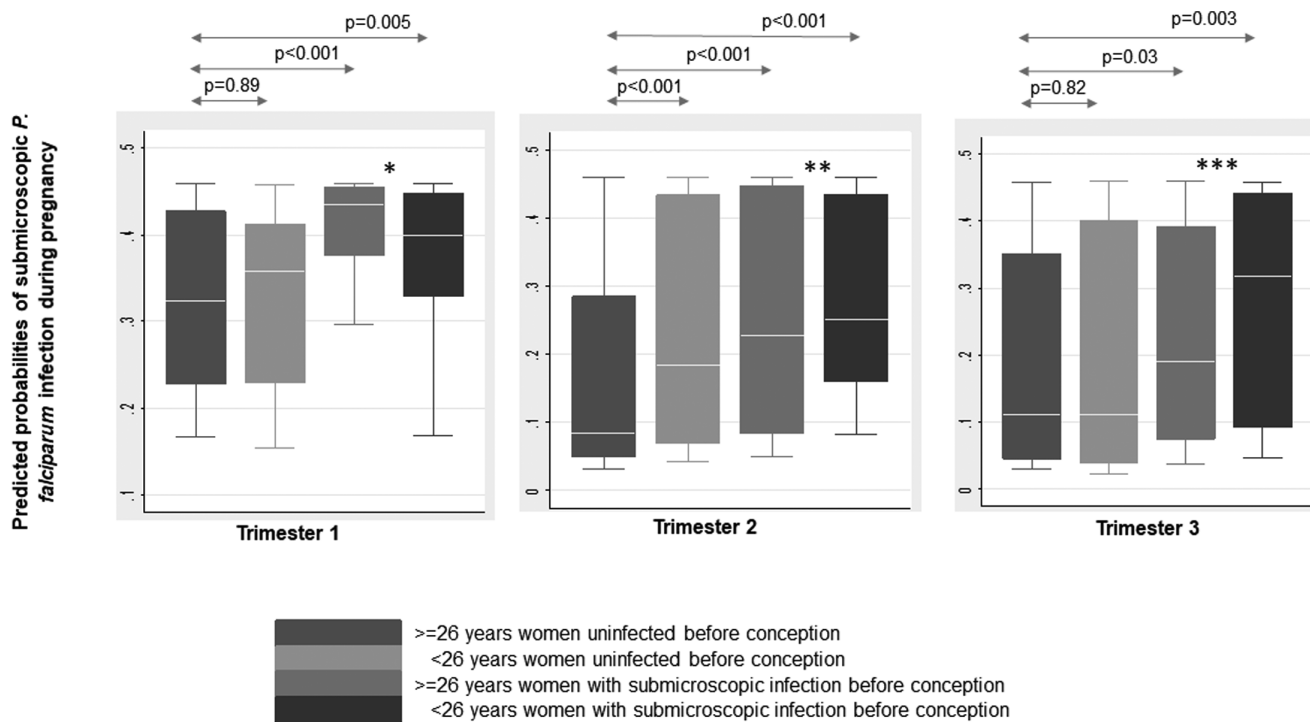 p=0.005
p<0.001
p=0.89
p<0.001
p<0.001
p<0.001
p=0.003
p=0.03
p=0.82
Predicted probabilities of submicroscopic P.
falciparum infection during pregnancy
.5
.4
.3
.2
.1
*
Trimester 1
.5
.4
.3
.2
.1
0
**
Trimester 2
.5
.4
.3
.2
.1
0
***
Trimester 3
>=26 years women uninfected before conception
<26 years women uninfected before conception
>=26 years women with submicroscopic infection before conception
<26 years women with submicroscopic infection before conception